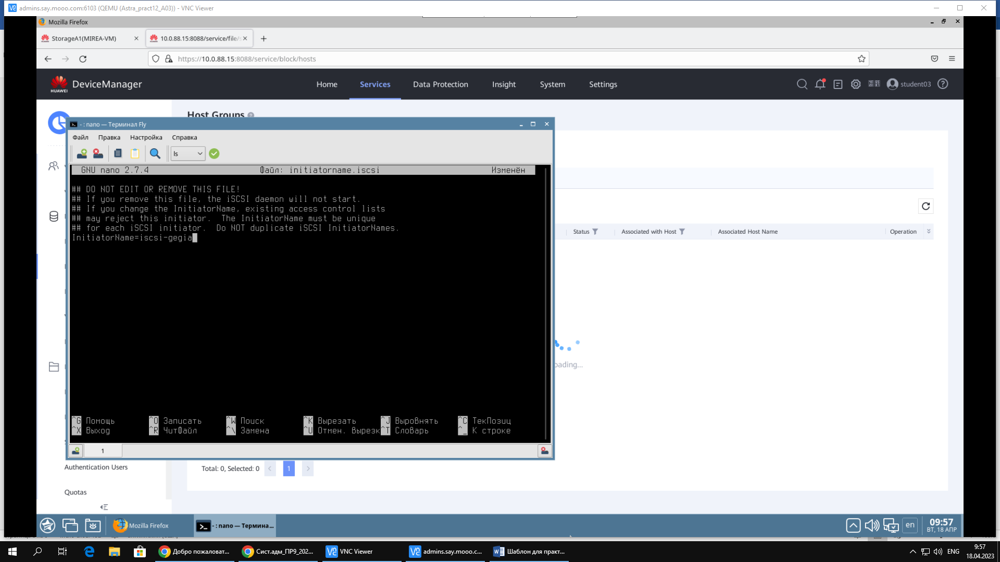 admins.say.mooo.com:6103 (QEMU (Astra_pract12_A03)) - VNC Viewer
Mozilla Firefox
StorageA1(MIREA-VM)
10.0.88.15:8088/service/file/s
https://10.0.88.15:8088/service/block/hosts
HUAWEI
DeviceManager
Home
Services
Data Protection
Insight
System
Settings
student03
Host Groups
- : nano — Терминал Fly
Файл
Правка
Настройка
Справка
ls
GNU nano 2.7.4
Файл: initiatorname.iscsi
Изменён
## DO NOT EDIT OR REMOVE THIS FILE!
## If you remove this file, the iSCSI daemon will not start.
## If you change the InitiatorName, existing access control lists
## may reject this initiator.  The InitiatorName must be unique
## for each iSCSI initiator.  Do NOT duplicate iSCSI InitiatorNames.
InitiatorName=iscsi-gegia
^G Помощь
^O Записать
^W Поиск
^K Вырезать
^J Выровнять
^C ТекПозиц
^X Выход
^R ЧитФайл
^\ Замена
^U Отмен. Вырезк
^T Словарь
^_ К строке
1
Status
Associated with Host
Associated Host Name
Operation
oading...
Authentication Users
Quotas
Total: 0, Selected: 0
1
Mozilla Firefox
- : nano — Термина...
en
09:57
ВТ, 18 АПР
Добро пожаловат...
Сист.адм_ПР9_202...
VNC Viewer
admins.say.mooo.c...
Шаблон для практ...
ENG
9:57
18.04.2023